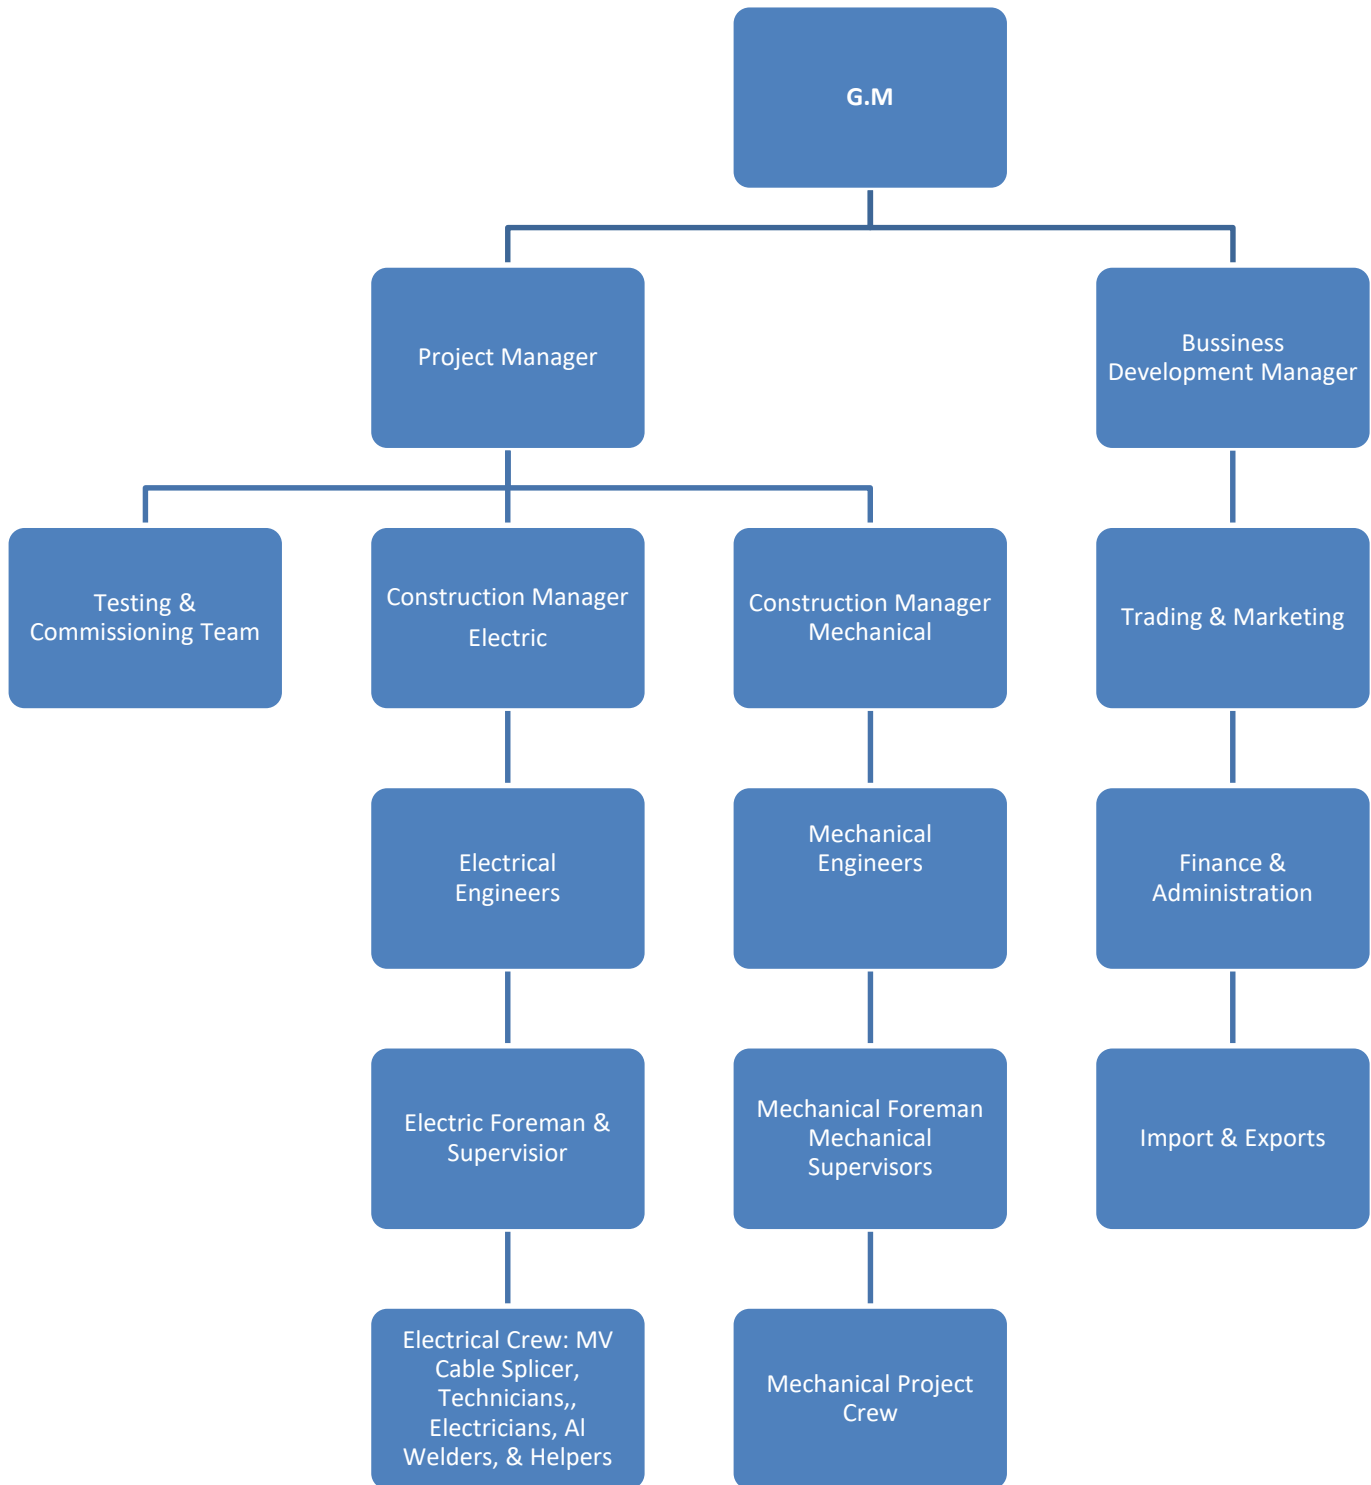 G.M
Project Manager
Bussiness
Development Manager
Testing &
Commissioning Team
Construction Manager
Electric
Construction Manager
Mechanical
Trading & Marketing
Electrical
Engineers
Mechanical
Engineers
Finance &
Administration
Electric Foreman &
Supervisior
Mechanical Foreman
Mechanical
Supervisors
Import & Exports
Electrical Crew: MV
Cable Splicer,
Technicians,,
Electricians, Al
Welders, & Helpers
Mechanical Project
Crew